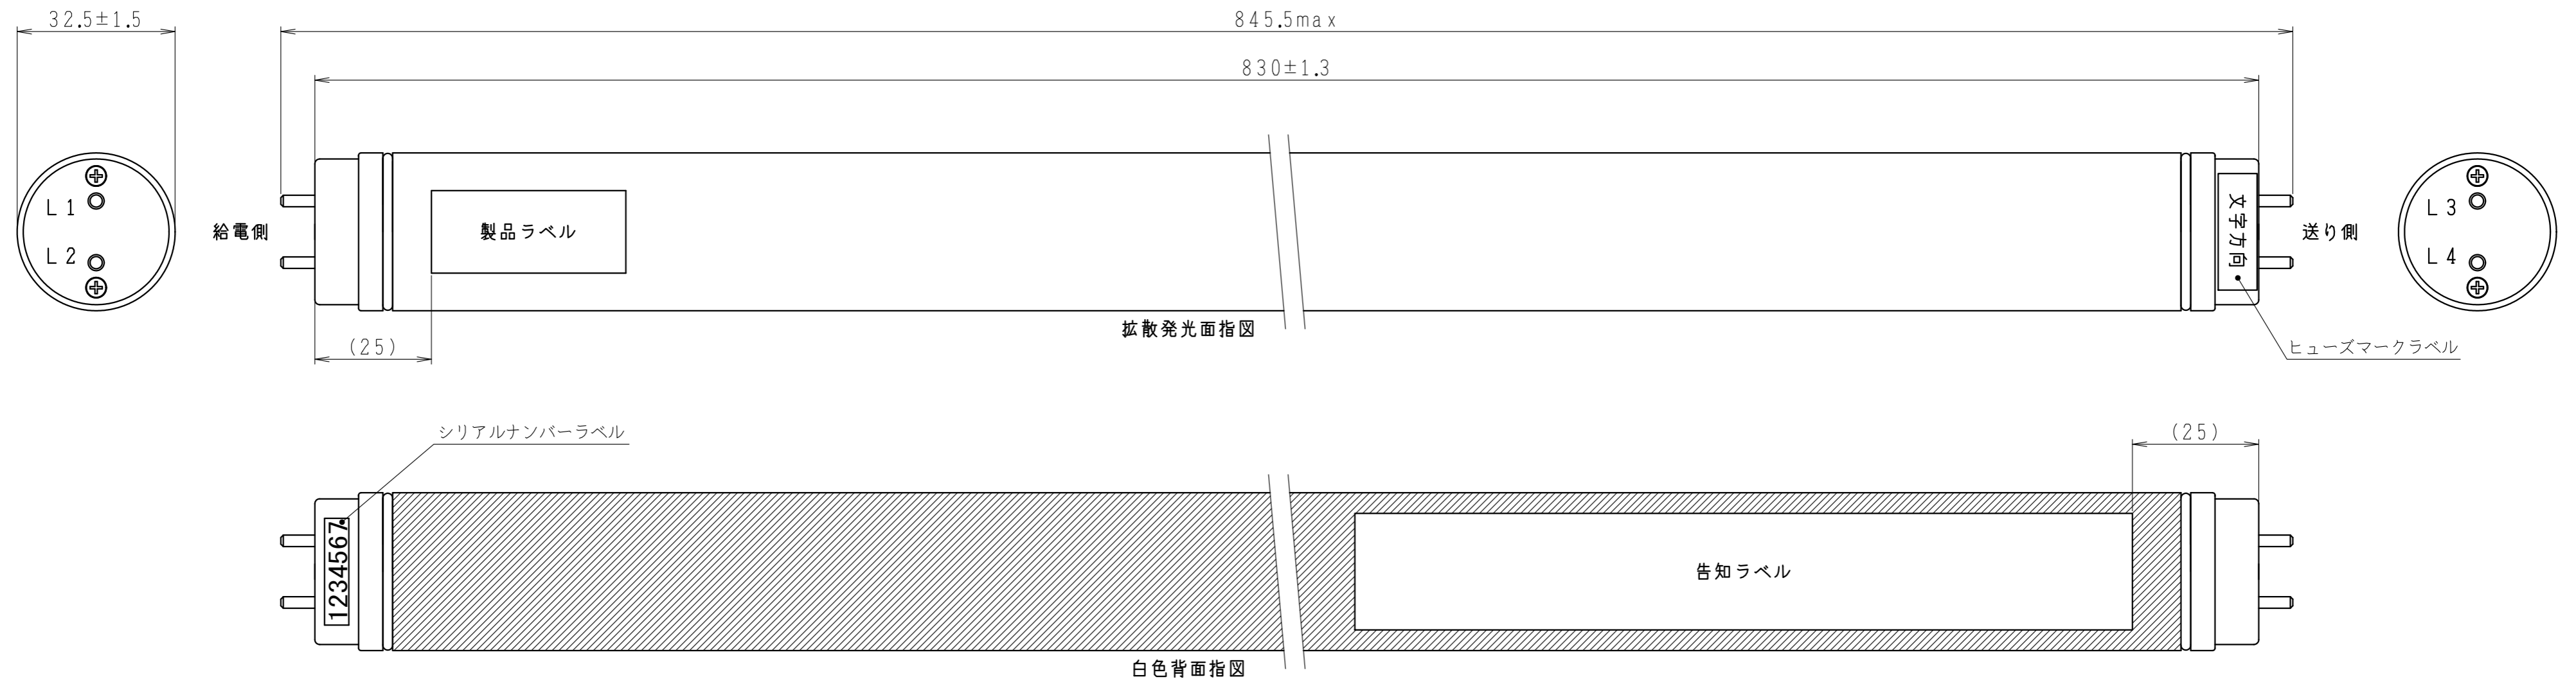 32.5±1.5
845.5max
830±1.3
L1
L2
給電側
製品ラベル
文字方向
送り側
L3
L4
拡散発光面指図
(25)
ヒューズマークラベル
シリアルナンバーラベル
(25)
1234567
告知ラベル
白色背面指図